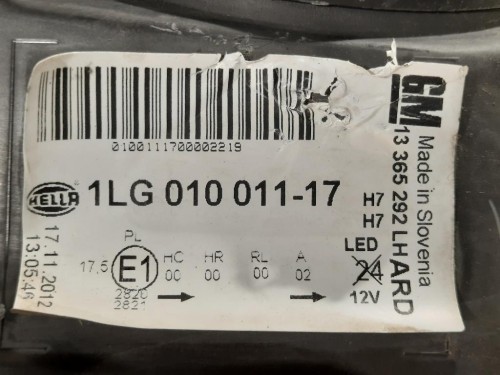 0100111700002219
HELLA
1LG 010 011-17
17.11.2012
13:05:46
PL
17,5
E1
HC HR RL A
00 00 00 02
2820
2821
H7
H7
LED
24
12V
GM
13 365 292 LHARD
Made in Slovenia